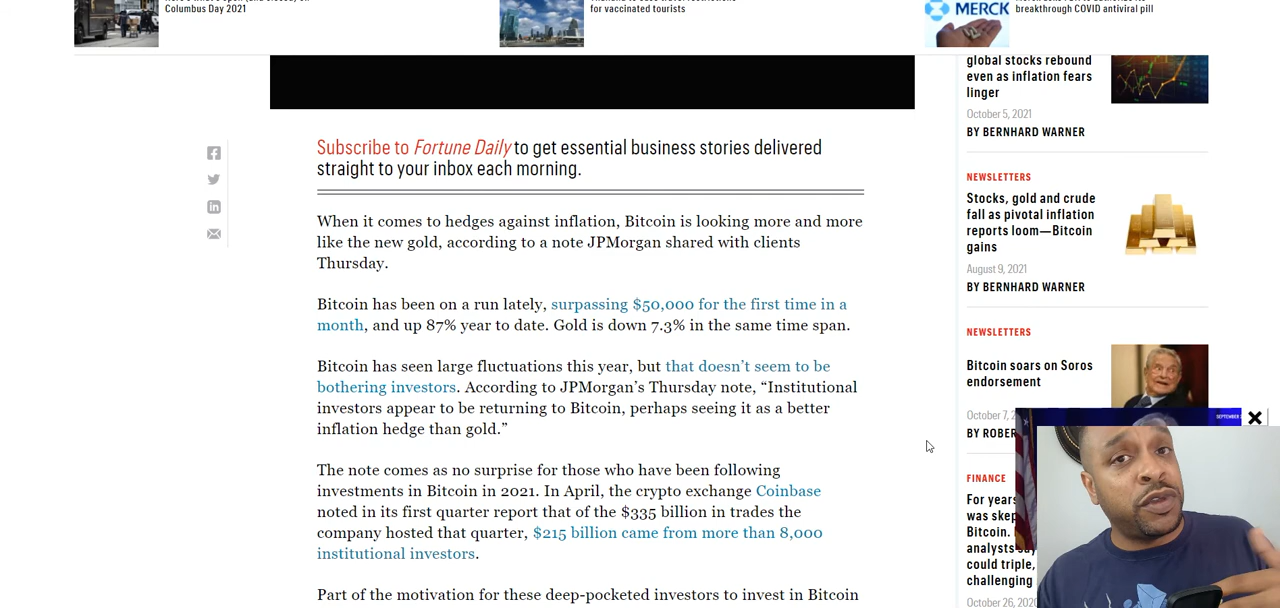 Columbus Day 2021
for vaccinated tourists
MERCK
breakthrough COVID antiviral pill
Subscribe to Fortune Daily to get essential business stories delivered
straight to your inbox each morning.
When it comes to hedges against inflation, Bitcoin is looking more and more
like the new gold, according to a note JPMorgan shared with clients
Thursday.
Bitcoin has been on a run lately, surpassing $50,000 for the first time in a
month, and up 87% year to date. Gold is down 7.3% in the same time span.
Bitcoin has seen large fluctuations this year, but that doesn’t seem to be
bothering investors. According to JPMorgan’s Thursday note, “Institutional
investors appear to be returning to Bitcoin, perhaps seeing it as a better
inflation hedge than gold.”
The note comes as no surprise for those who have been following
investments in Bitcoin in 2021. In April, the crypto exchange Coinbase
noted in its first quarter report that of the $335 billion in trades the
company hosted that quarter, $215 billion came from more than 8,000
institutional investors.
Part of the motivation for these deep-pocketed investors to invest in Bitcoin
global stocks rebound
even as inflation fears
linger
October 5, 2021
BY BERNHARD WARNER
NEWSLETTERS
Stocks, gold and crude
fall as pivotal inflation
reports loom—Bitcoin
gains
August 9, 2021
BY BERNHARD WARNER
NEWSLETTERS
Bitcoin soars on Soros
endorsement
October 7, 2
BY ROBER
SEPTEMBER
FINANCE
For years
was skep
Bitcoin.
analysts say
could triple,
challenging
October 26, 2020